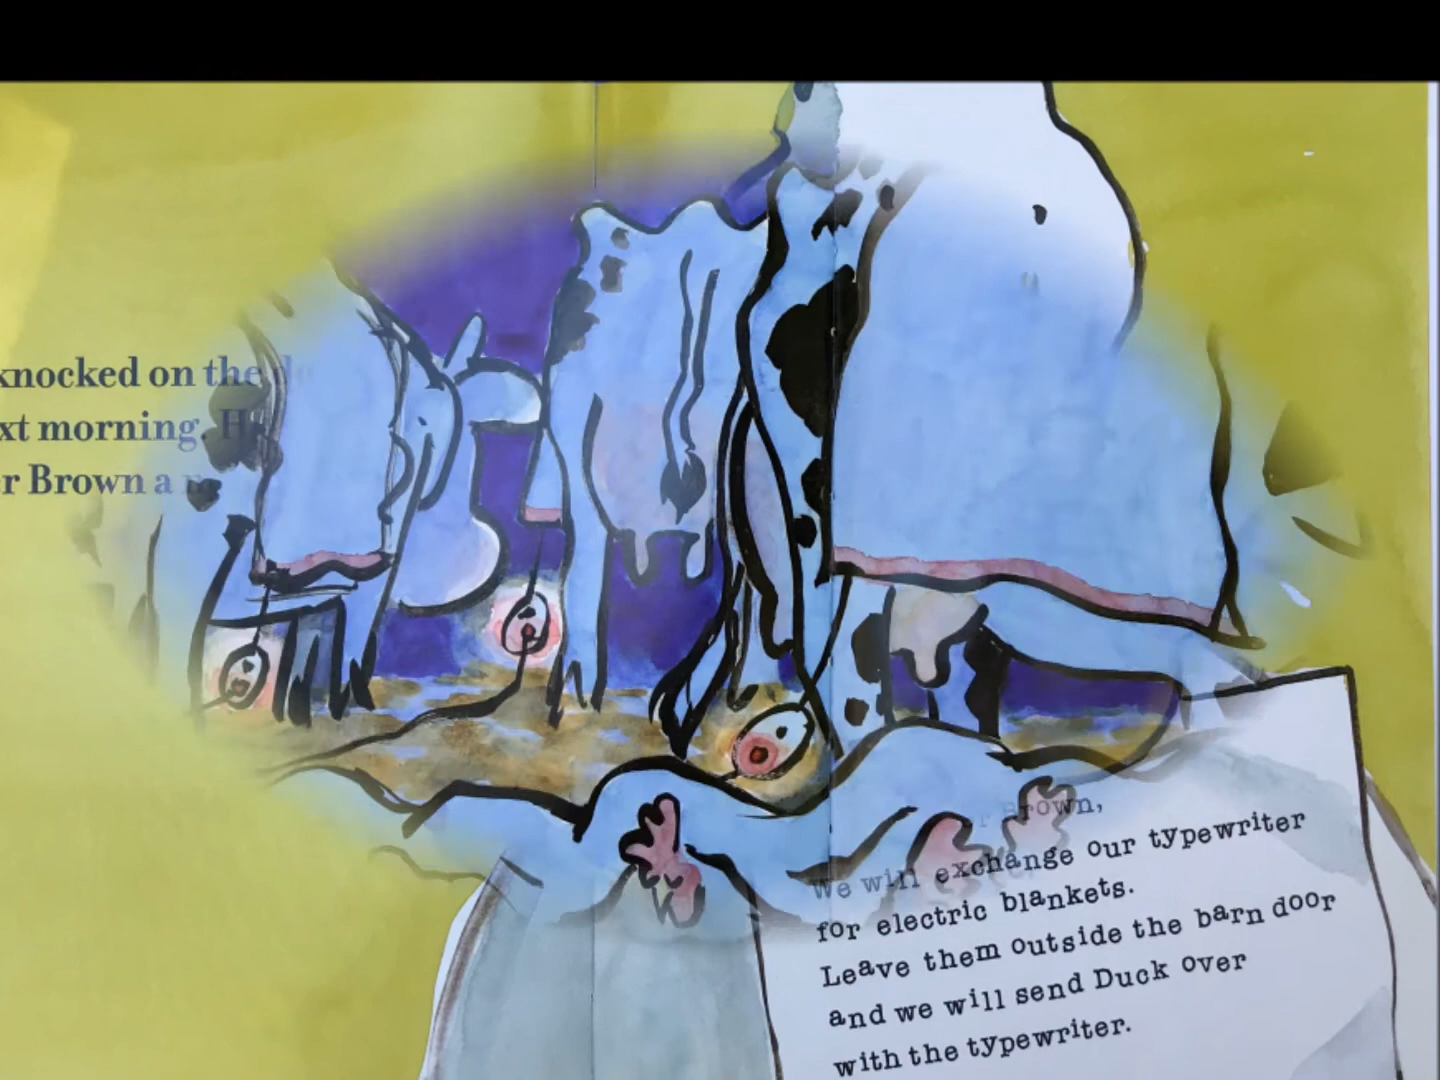 knocked on the
xt morning.
r Brown a
Brown,
We will exchange our typewriter
for electric blankets.
Leave them outside the barn door
and we will send Duck over
with the typewriter.